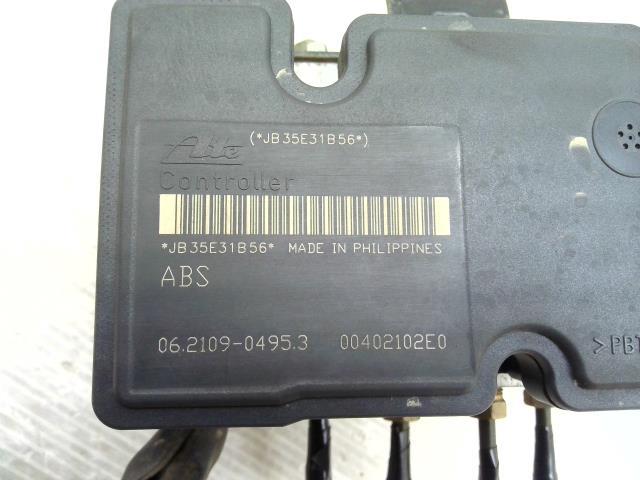 (*JB35E31B56*)
Ate
Controller
*JB35E31B56* MADE IN PHILIPPINES
ABS
06.2109-0495.3 00402102E0
>PBT